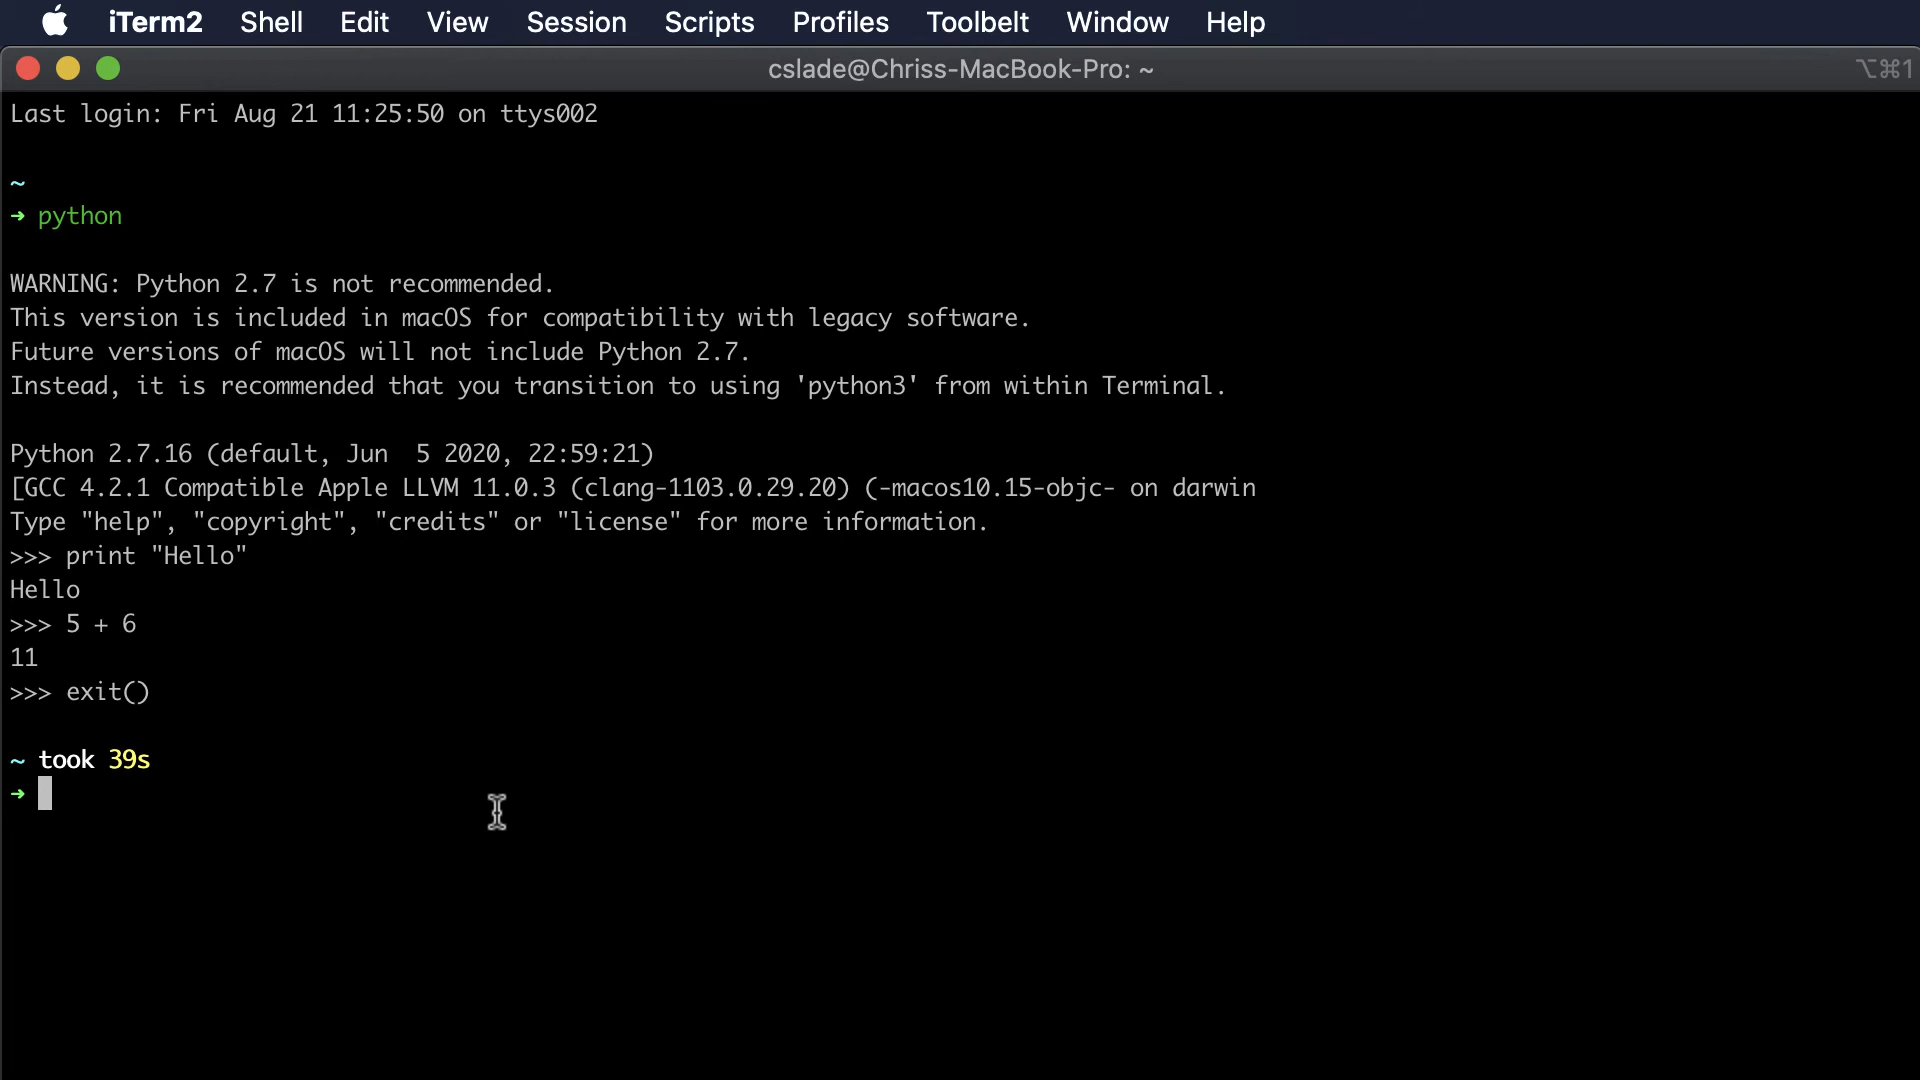 iTerm2 Shell Edit View Session Scripts Profiles Toolbelt Window Help
cslade@Chriss-MacBook-Pro: ~ ⌥⌘1
Last login: Fri Aug 21 11:25:50 on ttys002
~
➜ python
WARNING: Python 2.7 is not recommended.
This version is included in macOS for compatibility with legacy software.
Future versions of macOS will not include Python 2.7.
Instead, it is recommended that you transition to using 'python3' from within Terminal.
Python 2.7.16 (default, Jun  5 2020, 22:59:21)
[GCC 4.2.1 Compatible Apple LLVM 11.0.3 (clang-1103.0.29.20) (-macos10.15-objc- on darwin
Type "help", "copyright", "credits" or "license" for more information.
>>> print "Hello"
Hello
>>> 5 + 6
11
>>> exit()
~ took 39s
➜